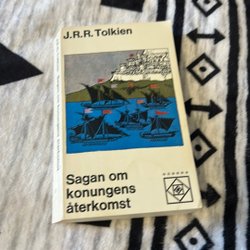 J.R.R. Tolkien
Sagan om
konungens
återkomst